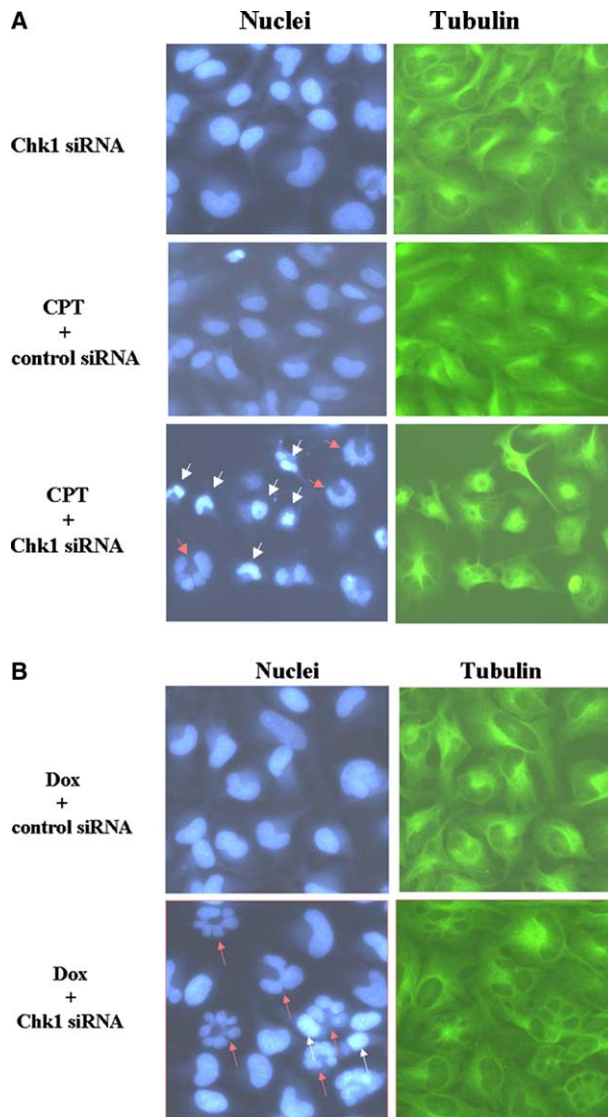 A
Nuclei Tubulin
Chk1 siRNA
CPT
+
control siRNA
CPT
+
Chk1 siRNA
B
Nuclei Tubulin
Dox
+
control siRNA
Dox
+
Chk1 siRNA